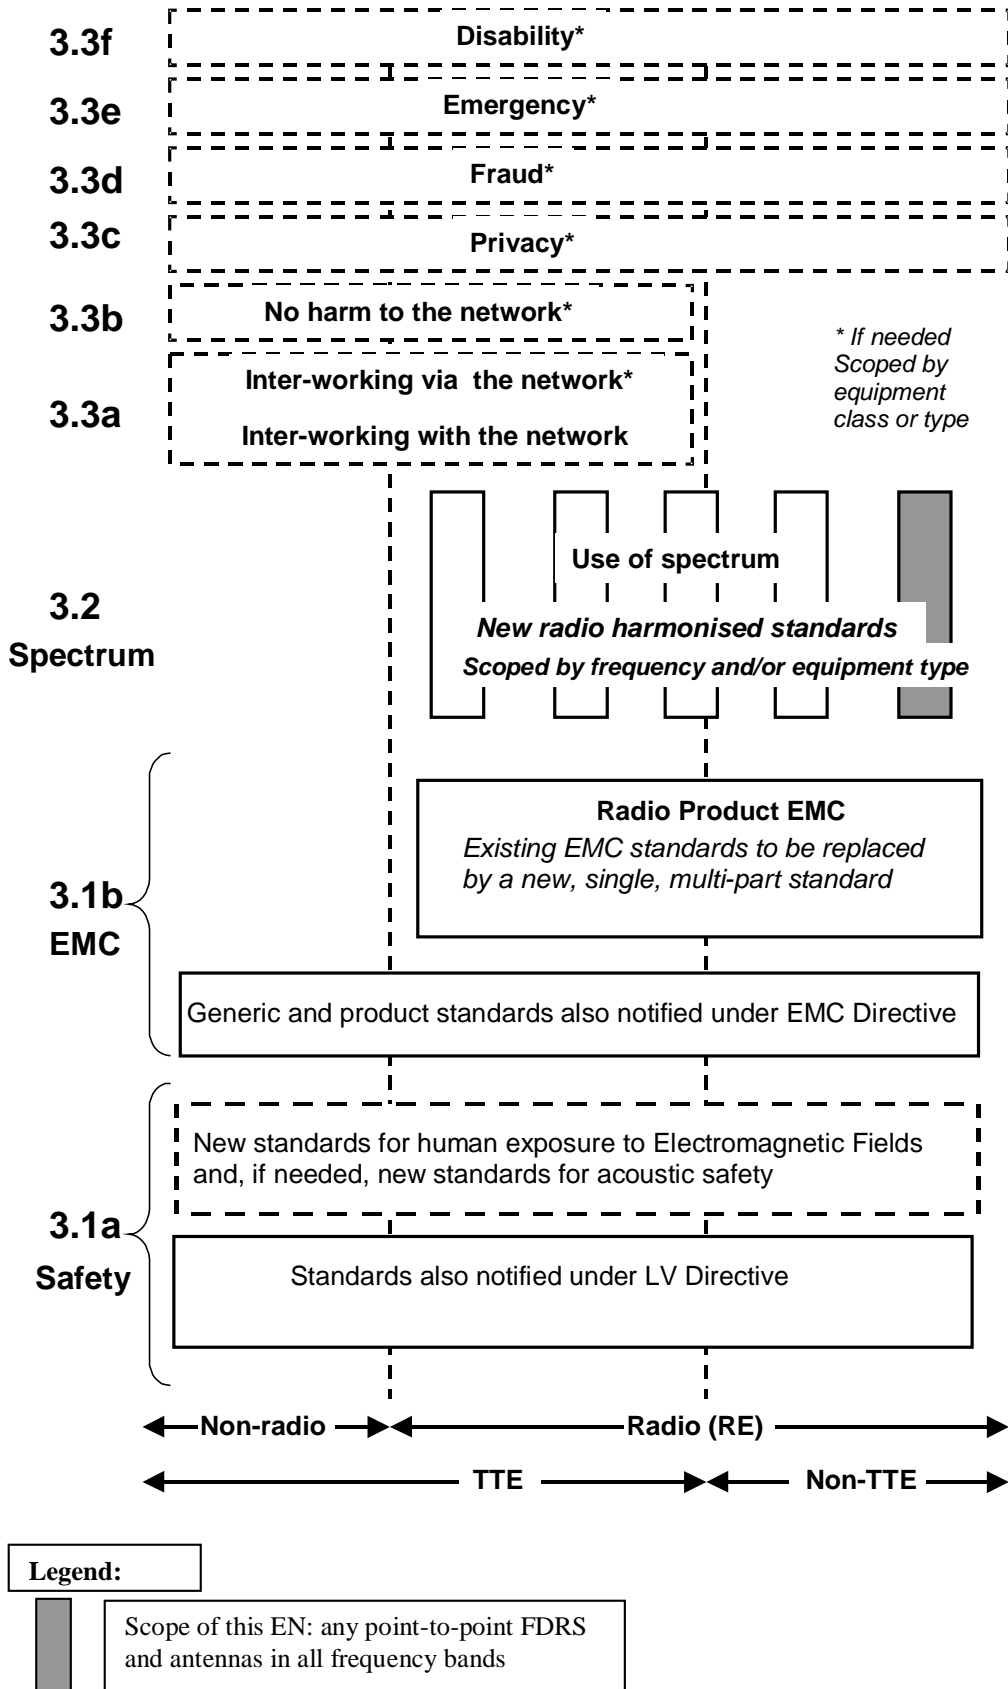 3.3f
Disability*
3.3e
Emergency*
3.3d
Fraud*
3.3c
Privacy*
3.3b
No harm to the network*
* If needed
Scoped by
equipment
class or type
3.3a
Inter-working via the network*
Inter-working with the network
3.2
Spectrum
Use of spectrum
New radio harmonised standards
Scoped by frequency and/or equipment type
3.1b
EMC
Radio Product EMC
Existing EMC standards to be replaced
by a new, single, multi-part standard
Generic and product standards also notified under EMC Directive
3.1a
Safety
New standards for human exposure to Electromagnetic Fields
and, if needed, new standards for acoustic safety
Standards also notified under LV Directive
Non-radio
Radio (RE)
TTE
Non-TTE
Legend:
Scope of this EN: any point-to-point FDRS
and antennas in all frequency bands